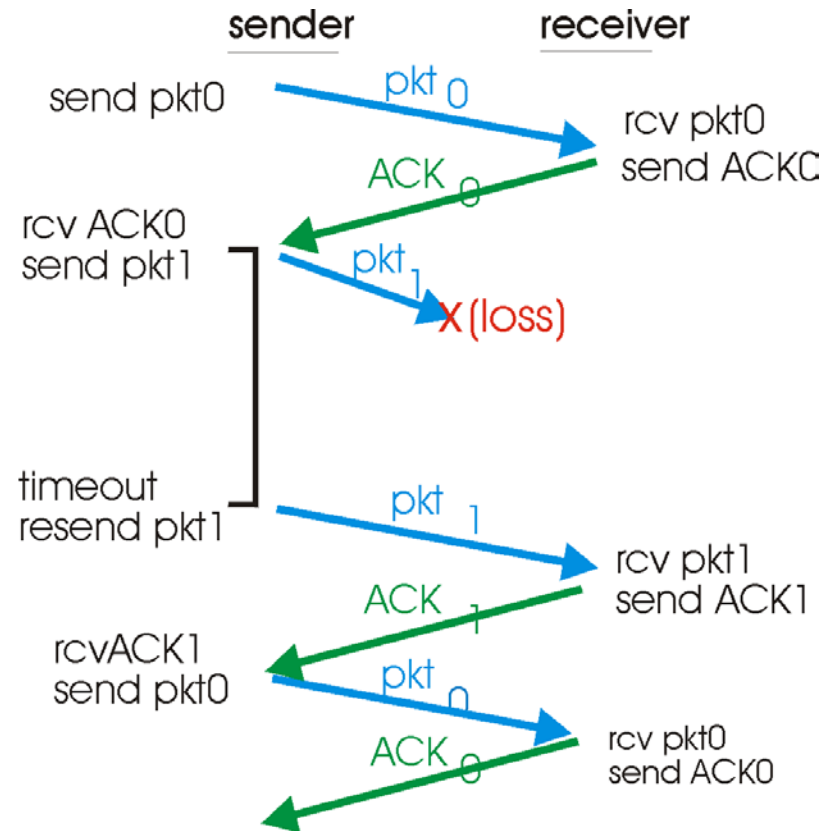 sender
receiver
send pkt0
pkt 0
rcv pkt0
send ACK0
ACK 0
rcv ACK0
send pkt1
pkt 1
X (loss)
timeout
resend pkt1
pkt 1
rcv pkt1
send ACK1
ACK 1
rcvACK1
send pkt0
pkt 0
rcv pkt0
send ACK0
ACK 0